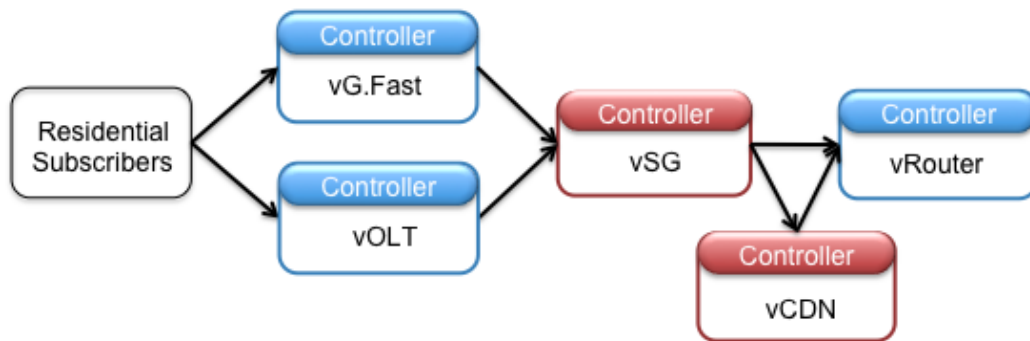 Residential
Subscribers
Controller
vG.Fast
Controller
vOLT
Controller
vSG
Controller
vRouter
Controller
vCDN